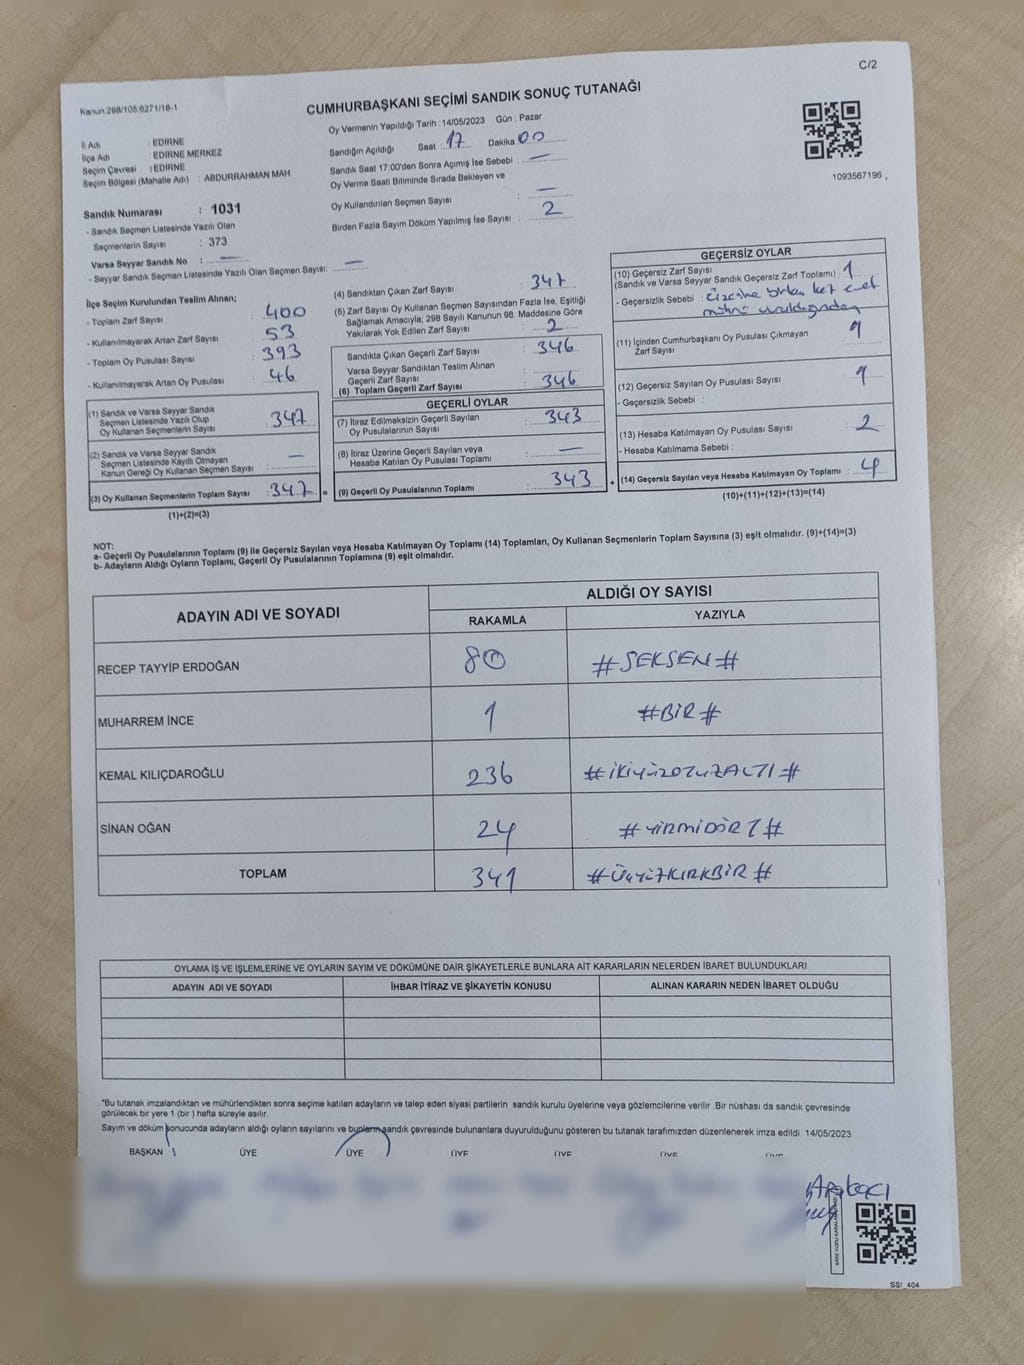 C/2
Kanun:298/108;6271/18-1
CUMHURBAŞKANI SEÇİMİ SANDIK SONUÇ TUTANAĞI
Oy Vermenin Yapıldığı Tarih : 14/05/2023 Gün : Pazar
İl Adı : EDİRNE
İlçe Adı : EDİRNE MERKEZ
Seçim Çevresi : EDİRNE
Seçim Bölgesi (Mahalle Adı) : ABDURRAHMAN MAH.
Sandığın Açıldığı Saat : 17 Dakika 00
Sandık Saat 17:00'den Sonra Açımış İse Sebebi : —
Oy Verme Saati Bitiminde Sırada Bekleyen ve
Oy Kullandırılan Seçmen Sayısı : —
Birden Fazla Sayım Döküm Yapılmış İse Sayısı : 2
1093567196
Sandık Numarası : 1031
- Sandık Seçmen Listesinde Yazılı Olan
Seçmenlerin Sayısı : 373
Varsa Seyyar Sandık No : —
- Seyyar Sandık Seçmen Listesinde Yazılı Olan Seçmen Sayısı: —
İlçe Seçim Kurulundan Teslim Alınan;
- Toplam Zarf Sayısı : 400
- Kullanılmayarak Artan Zarf Sayısı : 53
- Toplam Oy Pusulası Sayısı : 393
- Kullanılmayarak Artan Oy Pusulası : 46
(1) Sandık ve Varsa Seyyar Sandık
Seçmen Listesinde Yazılı Olup
Oy Kullanan Seçmenlerin Sayısı : 347
(2) Sandık ve Varsa Seyyar Sandık
Seçmen Listesinde Kayıtlı Olmayan
Kanun Gereği Oy Kullanan Seçmen Sayısı : —
(3) Oy Kullanan Seçmenlerin Toplam Sayısı : 347 =
(1)+(2)=(3)
(4) Sandıktan Çıkan Zarf Sayısı : 347
(5) Zarf Sayısı Oy Kullanan Seçmen Sayısından Fazla İse, Eşitliği
Sağlamak Amacıyla, 298 Sayılı Kanunun 98. Maddesine Göre
Yakılarak Yok Edilen Zarf Sayısı : 2
Sandıkta Çıkan Geçerli Zarf Sayısı : 346
Varsa Seyyar Sandıktan Teslim Alınan
Geçerli Zarf Sayısı :
(6) Toplam Geçerli Zarf Sayısı : 346
GEÇERLİ OYLAR
(7) İtiraz Edilmeksizin Geçerli Sayılan
Oy Pusulalarının Sayısı : 343
(8) İtiraz Üzerine Geçerli Sayılan veya
Hesaba Katılan Oy Pusulası Toplamı : —
(9) Geçerli Oy Pusulalarının Toplamı : 343 +
GEÇERSİZ OYLAR
(10) Geçersiz Zarf Sayısı
(Sandık ve Varsa Seyyar Sandık Geçersiz Zarf Toplamı) : 1
- Geçersizlik Sebebi : üzerine birkaç kez evet
mührü vurulduğundan
(11) İçinden Cumhurbaşkanı Oy Pusulası Çıkmayan
Zarf Sayısı : 1
(12) Geçersiz Sayılan Oy Pusulası Sayısı : 1
- Geçersizlik Sebebi :
(13) Hesaba Katılmayan Oy Pusulası Sayısı : 2
- Hesaba Katılmama Sebebi :
(14) Geçersiz Sayılan veya Hesaba Katılmayan Oy Toplamı : 4
(10)+(11)+(12)+(13)=(14)
NOT:
a- Geçerli Oy Pusulalarının Toplamı (9) ile Geçersiz Sayılan veya Hesaba Katılmayan Oy Toplamı (14) Toplamları, Oy Kullanan Seçmenlerin Toplam Sayısına (3) eşit olmalıdır. (9)+(14)=(3)
b- Adayların Aldığı Oyların Toplamı, Geçerli Oy Pusulalarının Toplamına (9) eşit olmalıdır.
ADAYIN ADI VE SOYADI
ALDIĞI OY SAYISI
RAKAMLA YAZIYLA
RECEP TAYYİP ERDOĞAN 80 #SEKSEN#
MUHARREM İNCE 1 #BİR#
KEMAL KILIÇDAROĞLU 236 #İKİYÜZOTUZALTI#
SİNAN OĞAN 24 #YİRMİDÖRT#
TOPLAM 341 #ÜÇYÜZKIRKBİR#
OYLAMA İŞ VE İŞLEMLERİNE VE OYLARIN SAYIM VE DÖKÜMÜNE DAİR ŞİKAYETLERLE BUNLARA AİT KARARLARIN NELERDEN İBARET BULUNDUKLARI
ADAYIN ADI VE SOYADI İHBAR İTİRAZ VE ŞİKAYETİN KONUSU ALINAN KARARIN NEDEN İBARET OLDUĞU
*Bu tutanak imzalandıktan ve mühürlendikten sonra seçime katılan adayların ve talep eden siyasi partilerin sandık kurulu üyelerine veya gözlemcilerine verilir .Bir nüshası da sandık çevresinde
görülecek bir yere 1 (bir ) hafta süreyle asılır.
Sayım ve döküm sonucunda adayların aldığı oyların sayılarını ve bunların sandık çevresinde bulunanlara duyurulduğunu gösteren bu tutanak tarafımızdan düzenlenerek imza edildi. 14/05/2023
BAŞKAN ÜYE ÜYE ÜYE ÜYE ÜYE ÜYE
SS!_404